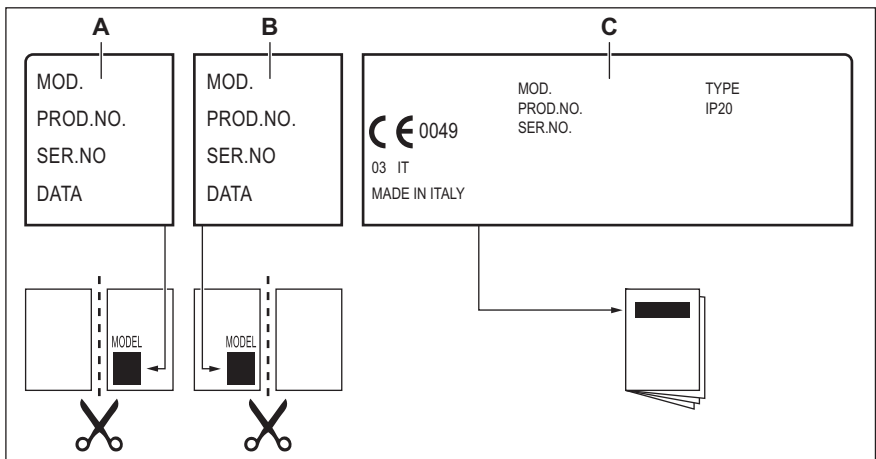 A
B
C
MOD.
PROD.NO.
SER.NO
DATA
MOD.
PROD.NO.
SER.NO
DATA
CE 0049
03 IT
MADE IN ITALY
MOD.
PROD.NO.
SER.NO.
TYPE
IP20
MODEL
MODEL